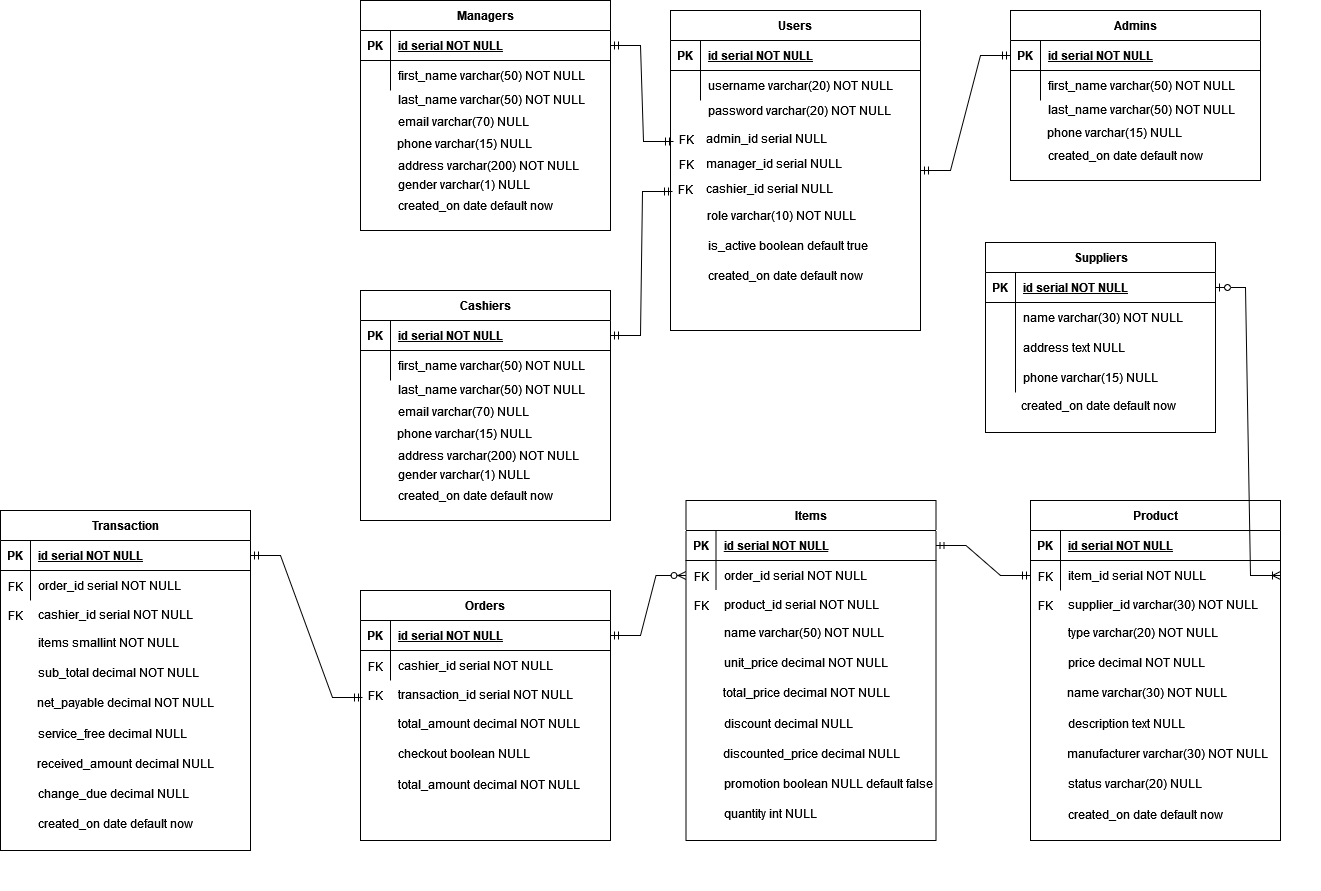 Managers
PK id serial NOT NULL
first_name varchar(50) NOT NULL
last_name varchar(50) NOT NULL
email varchar(70) NULL
phone varchar(15) NULL
address varchar(200) NOT NULL
gender varchar(1) NULL
created_on date default now
Users
PK id serial NOT NULL
username varchar(20) NOT NULL
password varchar(20) NOT NULL
FK admin_id serial NULL
FK manager_id serial NULL
FK cashier_id serial NULL
role varchar(10) NOT NULL
is_active boolean default true
created_on date default now
Admins
PK id serial NOT NULL
first_name varchar(50) NOT NULL
last_name varchar(50) NOT NULL
phone varchar(15) NULL
created_on date default now
Suppliers
PK id serial NOT NULL
name varchar(30) NOT NULL
address text NULL
phone varchar(15) NULL
created_on date default now
Cashiers
PK id serial NOT NULL
first_name varchar(50) NOT NULL
last_name varchar(50) NOT NULL
email varchar(70) NULL
phone varchar(15) NULL
address varchar(200) NOT NULL
gender varchar(1) NULL
created_on date default now
Transaction
PK id serial NOT NULL
FK order_id serial NOT NULL
FK cashier_id serial NOT NULL
items smallint NOT NULL
sub_total decimal NOT NULL
net_payable decimal NOT NULL
service_free decimal NULL
received_amount decimal NULL
change_due decimal NULL
created_on date default now
Orders
PK id serial NOT NULL
FK cashier_id serial NOT NULL
FK transaction_id serial NOT NULL
total_amount decimal NOT NULL
checkout boolean NULL
total_amount decimal NOT NULL
Items
PK id serial NOT NULL
FK order_id serial NOT NULL
FK product_id serial NOT NULL
name varchar(50) NOT NULL
unit_price decimal NOT NULL
total_price decimal NOT NULL
discount decimal NULL
discounted_price decimal NULL
promotion boolean NULL default false
quantity int NULL
Product
PK id serial NOT NULL
FK item_id serial NOT NULL
FK supplier_id varchar(30) NOT NULL
type varchar(20) NOT NULL
price decimal NOT NULL
name varchar(30) NOT NULL
description text NULL
manufacturer varchar(30) NOT NULL
status varchar(20) NULL
created_on date default now